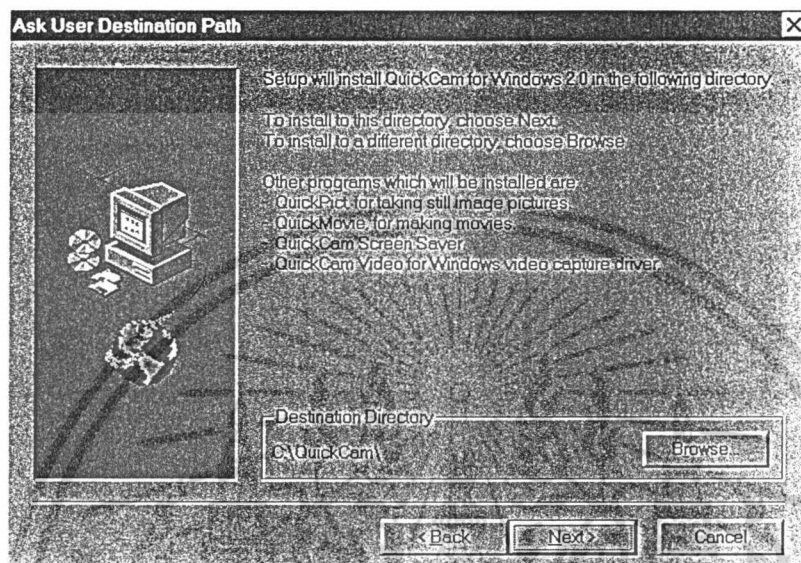 Ask User Destination Path
Setup will install QuickCam for Windows 2.0 in the following directory.
To install to this directory, choose Next.
To install to a different directory, choose Browse
Other programs which will be installed are:
QuickPict, for taking still image pictures.
QuickMovie, for making movies.
QuickCam Screen Saver.
QuickCam Video for Windows video capture driver.
Destination Directory
C:\QuickCam\
Browse...
< Back
Next >
Cancel